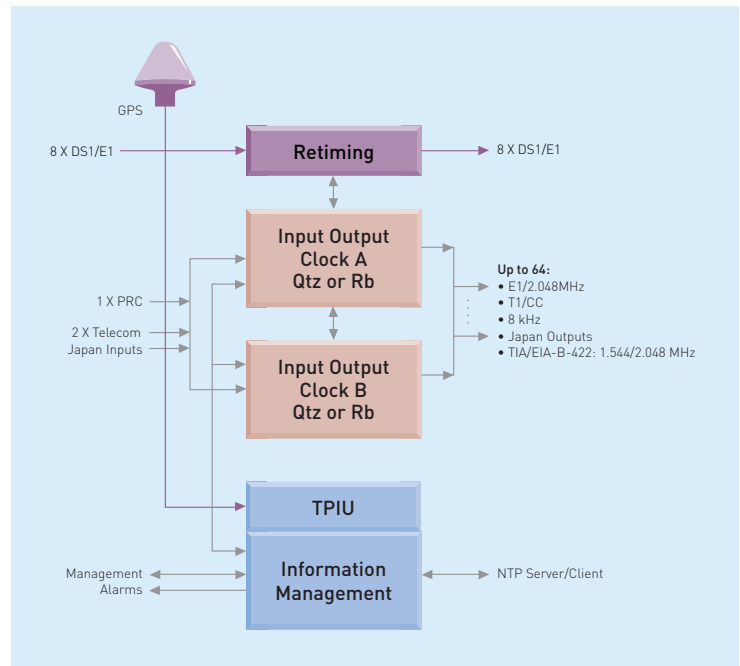 GPS
8 X DS1/E1
Retiming
8 X DS1/E1
Input Output
Clock A
Qtz or Rb
1 X PRC
2 X Telecom
Japan Inputs
Up to 64:
• E1/2.048MHz
• T1/CC
• 8 kHz
• Japan Outputs
• TIA/EIA-B-422: 1.544/2.048 MHz
Input Output
Clock B
Qtz or Rb
TPIU
Information
Management
Management
Alarms
NTP Server/Client